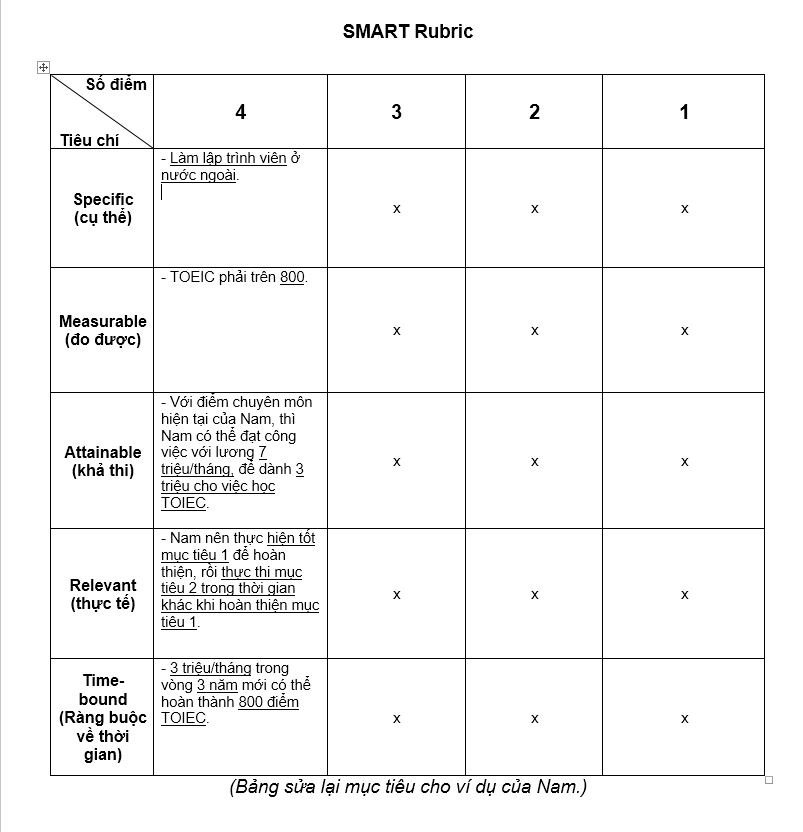 SMART Rubric
Số điểm
Tiêu chí
4
3
2
1
Specific
(cụ thể)
- Làm lập trình viên ở
nước ngoài.
x
x
x
Measurable
(đo được)
- TOEIC phải trên 800.
x
x
x
Attainable
(khả thi)
- Với điểm chuyên môn
hiện tại của Nam, thì
Nam có thể đạt công
việc với lương 7
triệu/tháng, để dành 3
triệu cho việc học
TOIEC.
x
x
x
Relevant
(thực tế)
- Nam nên thực hiện tốt
mục tiêu 1 để hoàn
thiện, rồi thực thi mục
tiêu 2 trong thời gian
khác khi hoàn thiện mục
tiêu 1.
x
x
x
Time-
bound
(Ràng buộc
về thời
gian)
- 3 triệu/tháng trong
vòng 3 năm mới có thể
hoàn thành 800 điểm
TOIEC.
x
x
x
(Bảng sửa lại mục tiêu cho ví dụ của Nam.)